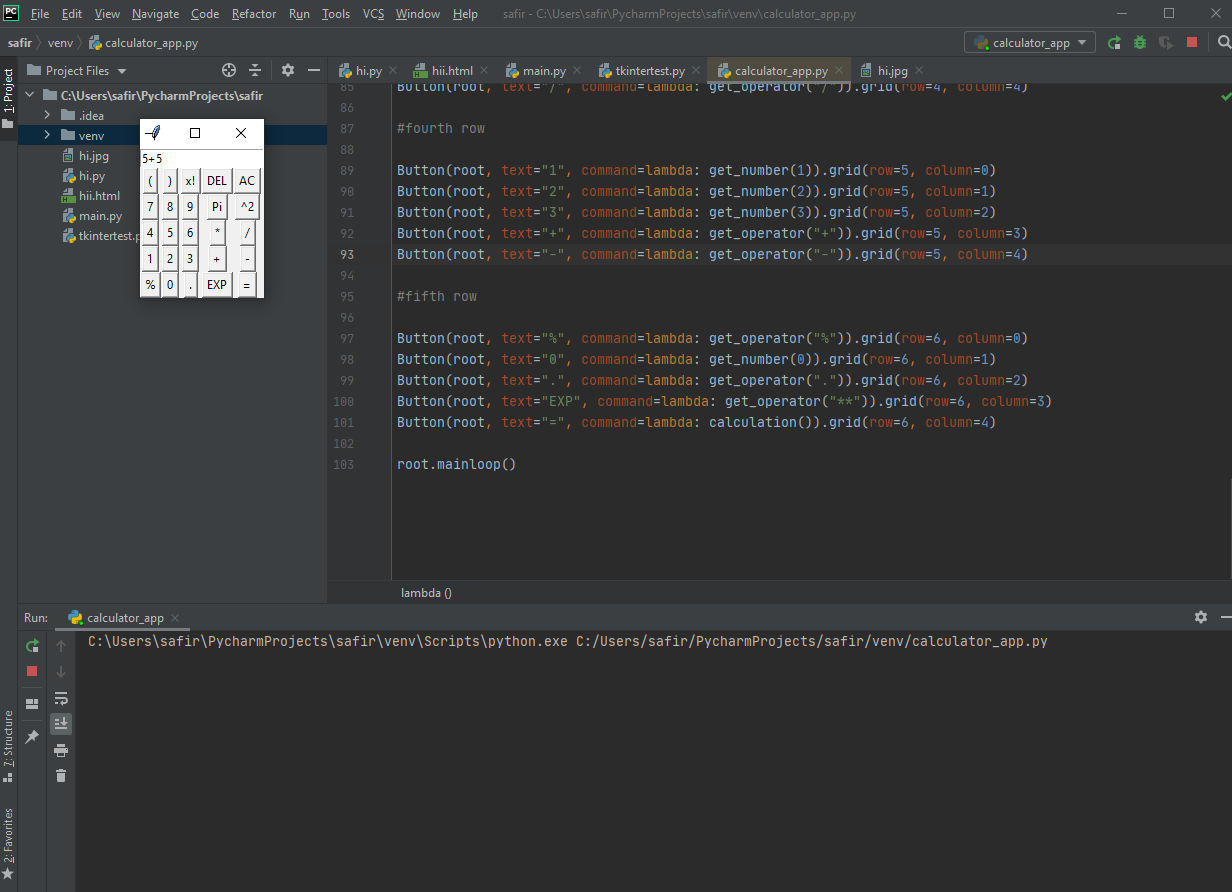 PC File Edit View Navigate Code Refactor Run Tools VCS Window Help safir - C:\Users\safir\PycharmProjects\safir\venv\calculator_app.py
safir venv calculator_app.py calculator_app
1: Project
Project Files
hi.py hii.html main.py tkintertest.py calculator_app.py hi.jpg
C:\Users\safir\PycharmProjects\safir
.idea
venv
hi.jpg
hi.py
hii.html
main.py
tkintertest.p
5+5
( ) x! DEL AC
7 8 9 Pi ^2
4 5 6 * /
1 2 3 + -
% 0 . EXP =
85 Button(root, text="/", command=lambda: get_operator("/")).grid(row=4, column=4)
86
87 #fourth row
88
89 Button(root, text="1", command=lambda: get_number(1)).grid(row=5, column=0)
90 Button(root, text="2", command=lambda: get_number(2)).grid(row=5, column=1)
91 Button(root, text="3", command=lambda: get_number(3)).grid(row=5, column=2)
92 Button(root, text="+", command=lambda: get_operator("+")).grid(row=5, column=3)
93 Button(root, text="-", command=lambda: get_operator("-")).grid(row=5, column=4)
94
95 #fifth row
96
97 Button(root, text="%", command=lambda: get_operator("%")).grid(row=6, column=0)
98 Button(root, text="0", command=lambda: get_number(0)).grid(row=6, column=1)
99 Button(root, text=".", command=lambda: get_operator(".")).grid(row=6, column=2)
100 Button(root, text="EXP", command=lambda: get_operator("**")).grid(row=6, column=3)
101 Button(root, text="=", command=lambda: calculation()).grid(row=6, column=4)
102
103 root.mainloop()
lambda ()
Run: calculator_app
C:\Users\safir\PycharmProjects\safir\venv\Scripts\python.exe C:/Users/safir/PycharmProjects/safir/venv/calculator_app.py
7: Structure
2: Favorites